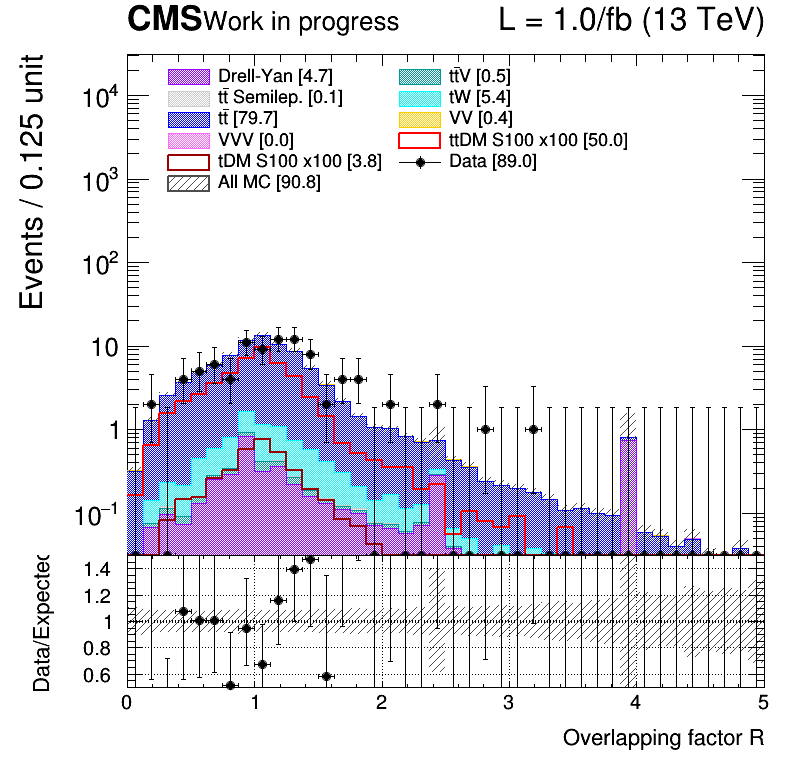 CMS Work in progress L = 1.0/fb (13 TeV)
Events / 0.125 unit
Drell-Yan [4.7] tt̄V [0.5]
tt̄ Semilep. [0.1] tW [5.4]
tt̄ [79.7] VV [0.4]
VVV [0.0] ttDM S100 x100 [50.0]
tDM S100 x100 [3.8] Data [89.0]
All MC [90.8]
10⁴
10³
10²
10
1
10⁻¹
Data/Expected
1.4
1.2
1
0.8
0.6
0 1 2 3 4 5
Overlapping factor R